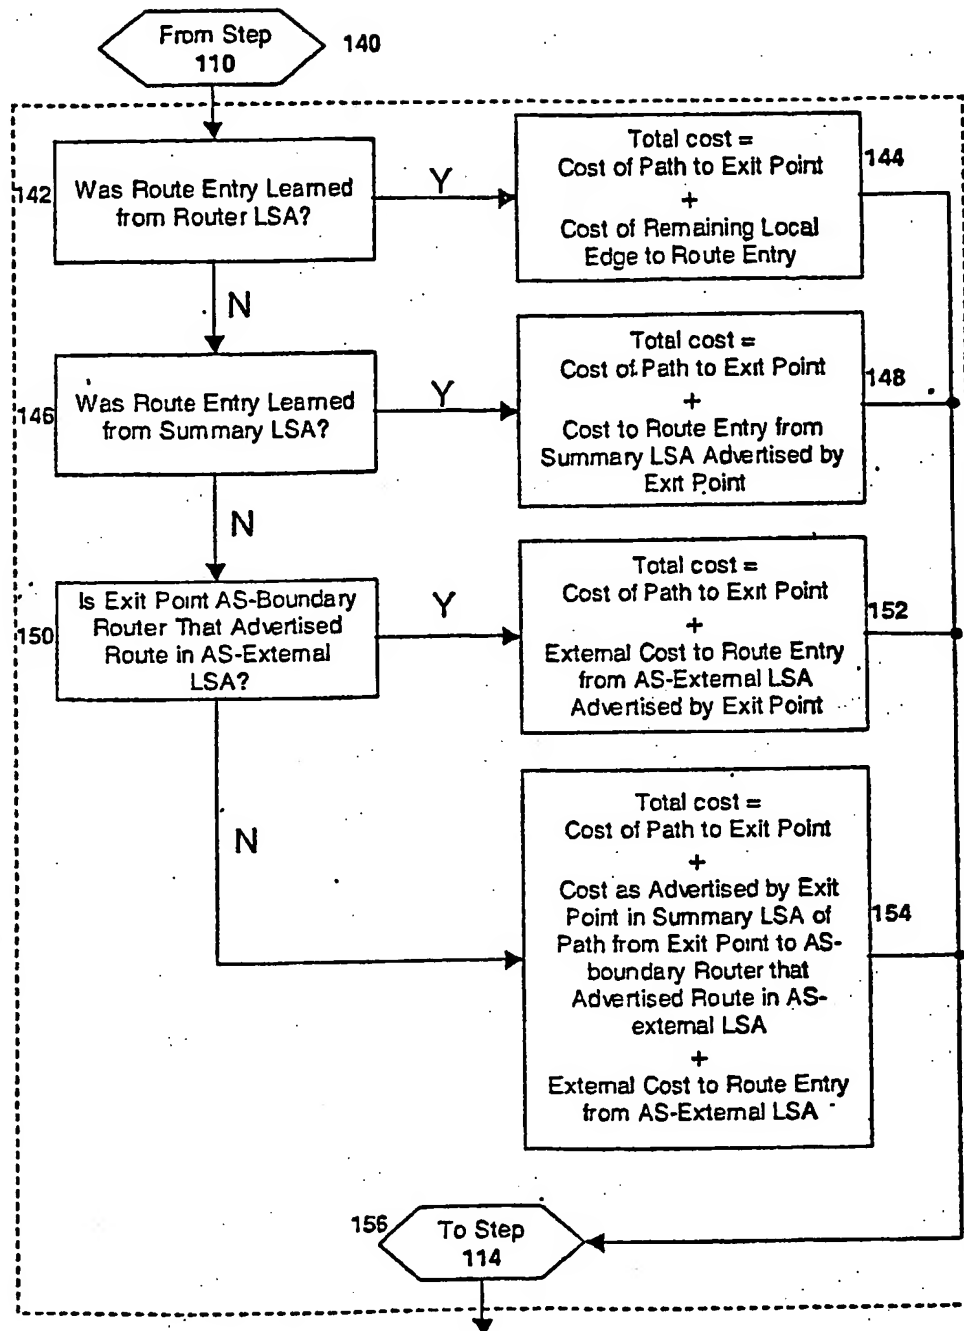 From Step
110
140
142
Was Route Entry Learned
from Router LSA?
Y
Total cost =
Cost of Path to Exit Point
+
Cost of Remaining Local
Edge to Route Entry
144
N
146
Was Route Entry Learned
from Summary LSA?
Y
Total cost =
Cost of Path to Exit Point
+
Cost to Route Entry from
Summary LSA Advertised by
Exit Point
148
N
150
Is Exit Point AS-Boundary
Router That Advertised
Route in AS-External
LSA?
Y
Total cost =
Cost of Path to Exit Point
+
External Cost to Route Entry
from AS-External LSA
Advertised by Exit Point
152
N
Total cost =
Cost of Path to Exit Point
+
Cost as Advertised by Exit
Point in Summary LSA of
Path from Exit Point to AS-
boundary Router that
Advertised Route in AS-
external LSA
+
External Cost to Route Entry
from AS-External LSA
154
156
To Step
114